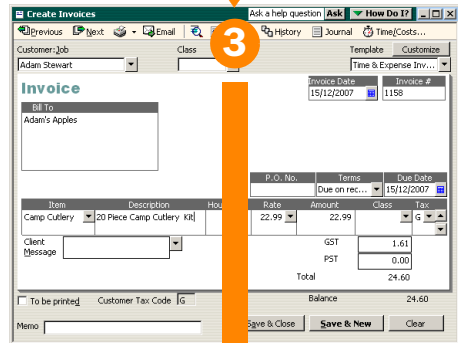 Create Invoices Ask a help question Ask How Do I?
Previous Next Email History Journal Time/Costs...
3
Customer:Job Class Template Customize
Adam Stewart Time & Expense Inv...
Invoice Invoice Date Invoice #
15/12/2007 1158
Bill To
Adam's Apples
P.O. No. Terms Due Date
Due on rec... 15/12/2007
Item Description Rate Amount Class Tax
Camp Cutlery 20 Piece Camp Cutlery Kit 22.99 22.99 G
Client
Message
GST 1.61
PST 0.00
Total 24.60
To be printed Customer Tax Code G Balance 24.60
Memo Save & Close Save & New Clear